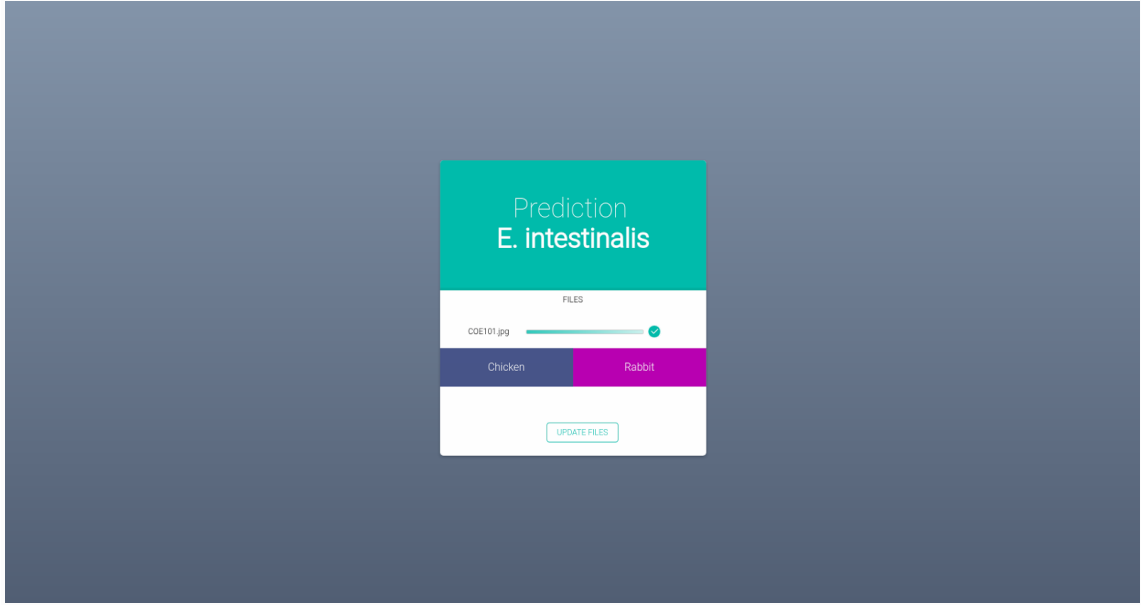 Prediction
E. intestinalis
FILES
COE101.jpg
Chicken Rabbit
UPDATE FILES